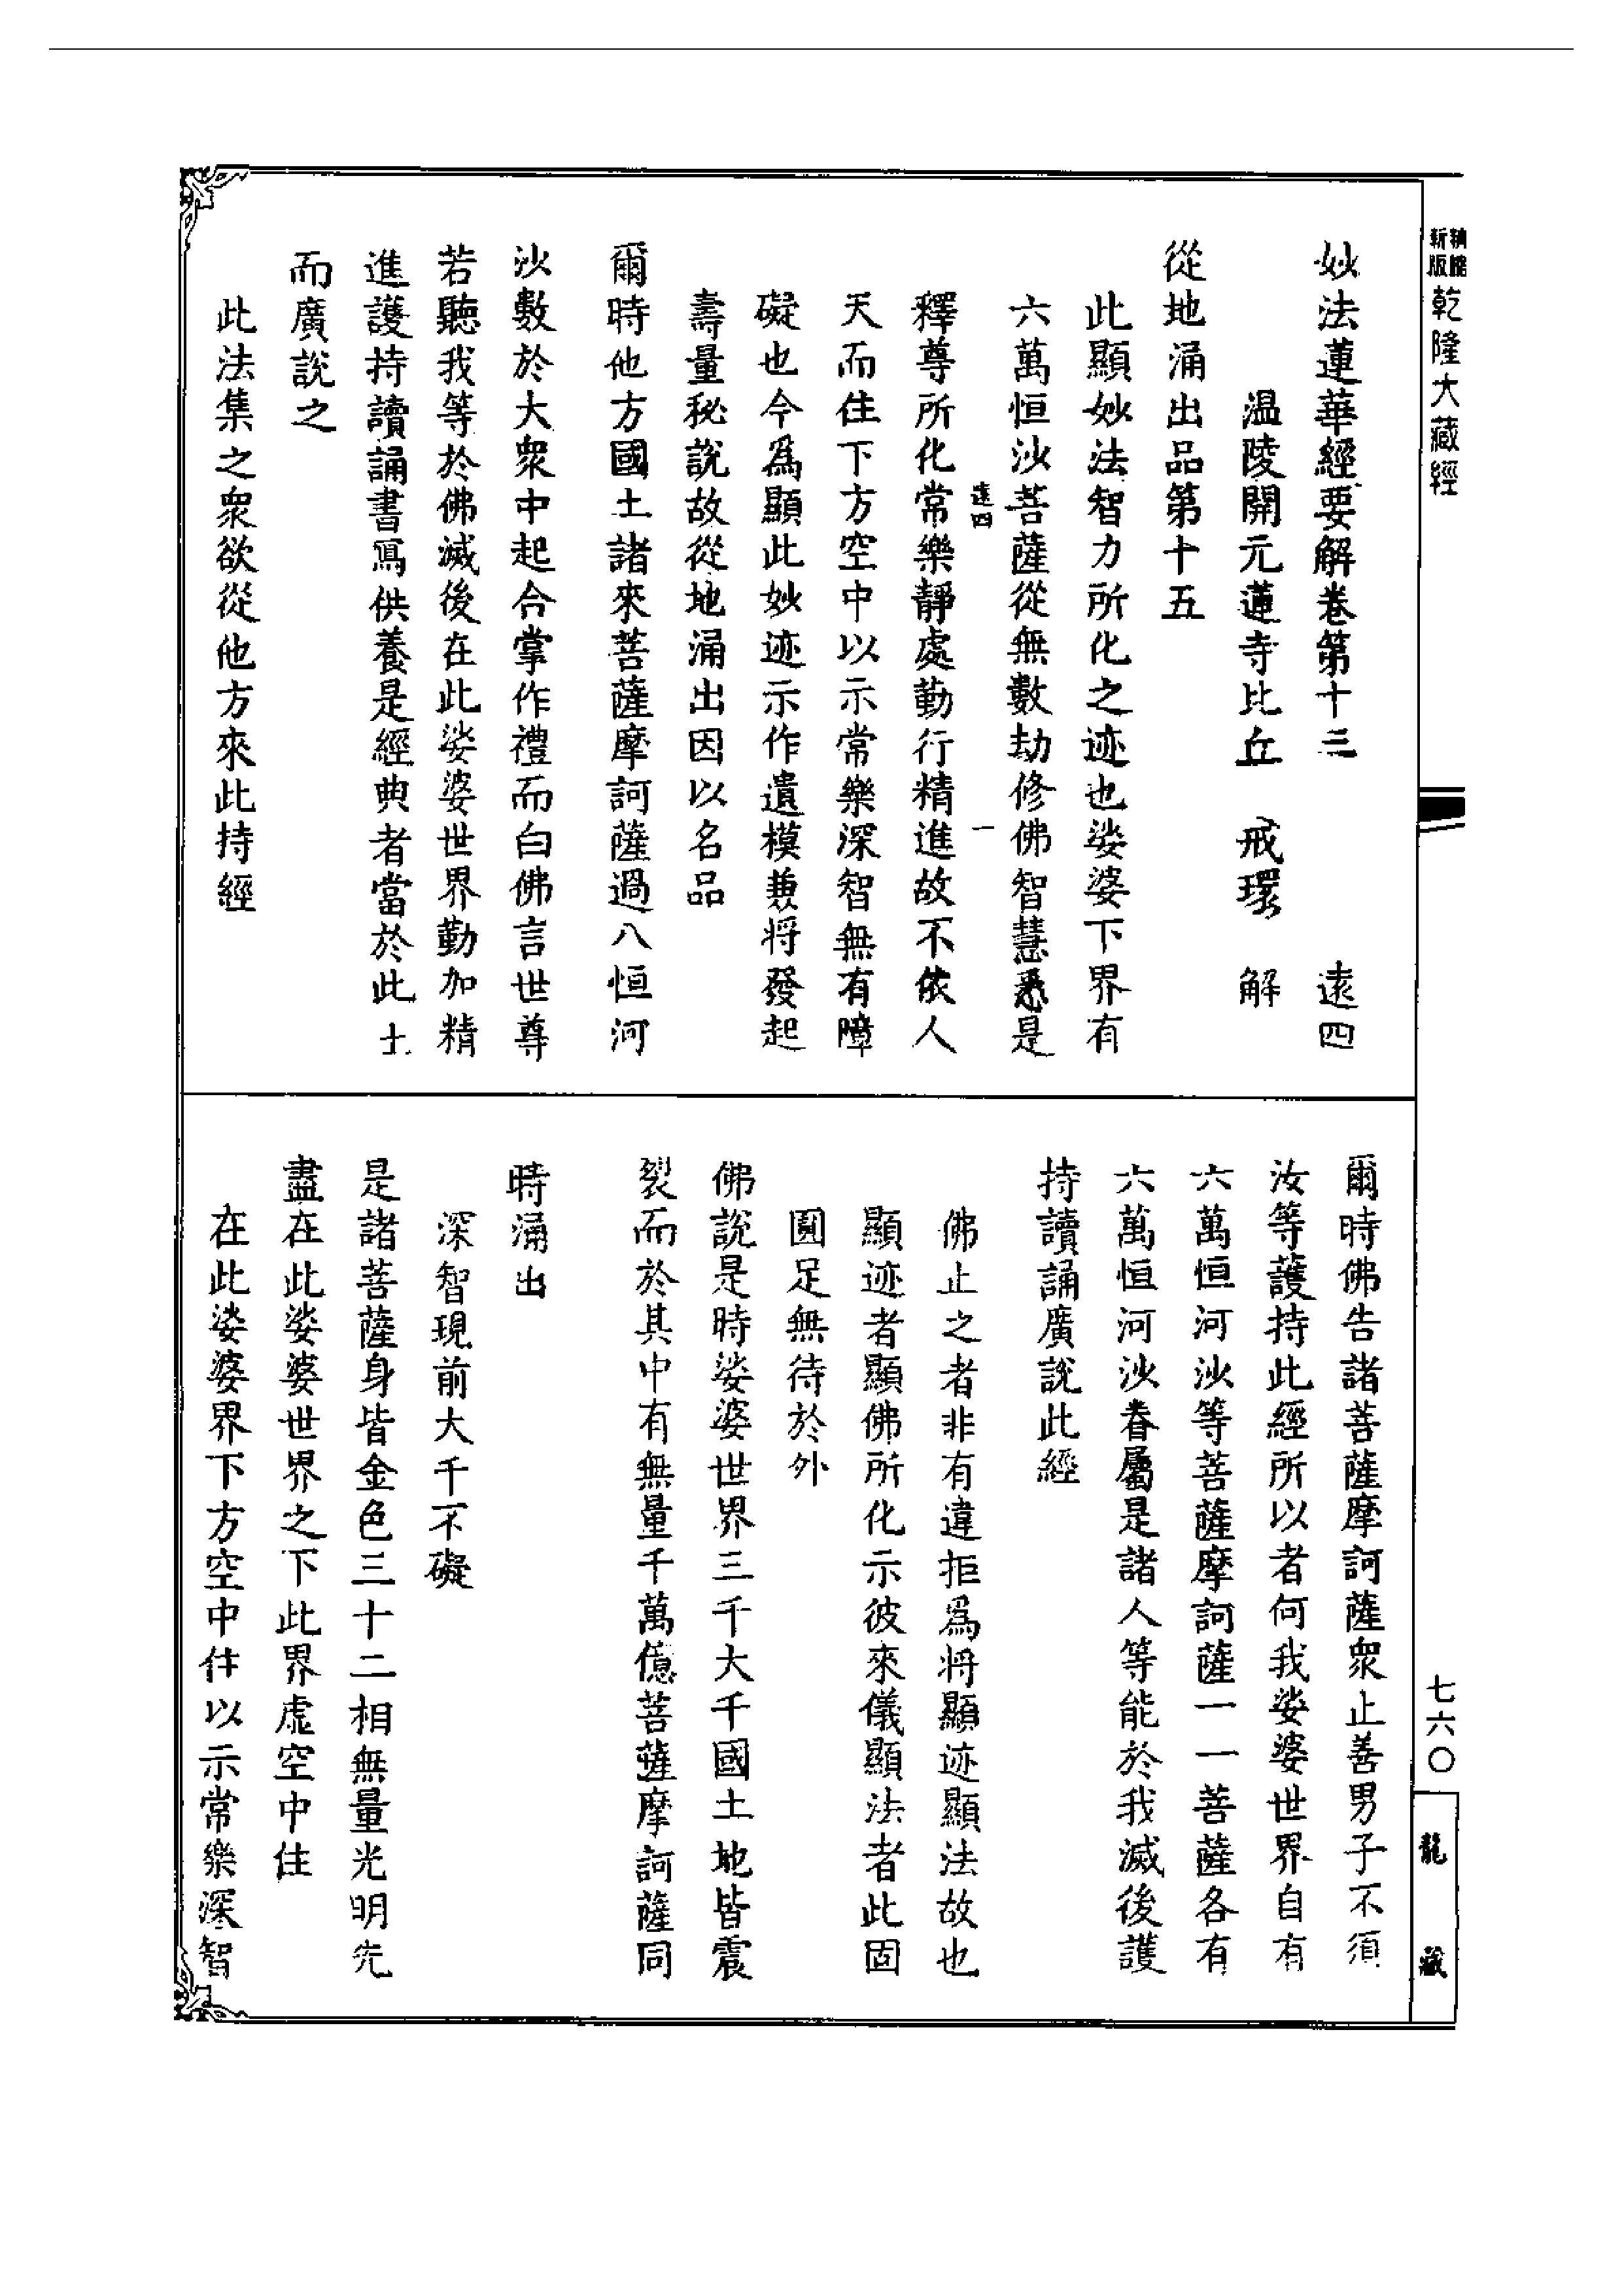 新版
精縮
乾隆大藏經
妙法蓮華經要解卷第十三 遠四
溫陵開元蓮寺比丘 戒環 解
從地涌出品第十五
此顯妙法智力所化之迹也娑婆下界有
六萬恒沙菩薩從無數劫修佛智慧悉是
遠四 一
釋尊所化常樂靜處勤行精進故不依人
天而住下方空中以示常樂深智無有障
礙也今爲顯此妙迹示作遺模兼將發起
壽量秘說故從地涌出因以名品
爾時他方國土諸來菩薩摩訶薩過八恒河
沙數於大衆中起合掌作禮而白佛言世尊
若聽我等於佛滅後在此娑婆世界勤加精
進護持讀誦書寫供養是經典者當於此土
而廣說之
此法集之衆欲從他方來此持經
爾時佛告諸菩薩摩訶薩衆止善男子不須
汝等護持此經所以者何我娑婆世界自有
六萬恒河沙等菩薩摩訶薩一一菩薩各有
六萬恒河沙眷屬是諸人等能於我滅後護
持讀誦廣說此經
佛止之者非有違拒爲將顯迹顯法故也
顯迹者顯佛所化示彼來儀顯法者此固
圓足無待於外
佛說是時娑婆世界三千大千國土地皆震
裂而於其中有無量千萬億菩薩摩訶薩同
時涌出
深智現前大千不礙
是諸菩薩身皆金色三十二相無量光明先
盡在此娑婆世界之下此界虛空中住
在此娑婆界下方空中住以示常樂深智
七六〇
龍藏